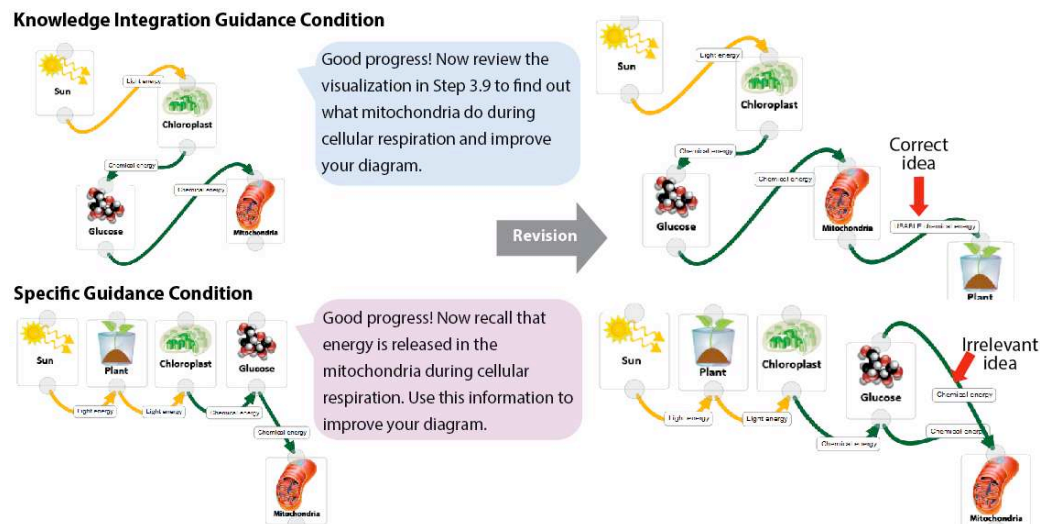 Knowledge Integration Guidance Condition
Sun
Light energy
Chloroplast
Chemical energy
Chemical energy
Glucose
Mitochondria
Good progress! Now review the
visualization in Step 3.9 to find out
what mitochondria do during
cellular respiration and improve
your diagram.
Revision
Sun
Light energy
Chloroplast
Chemical energy
Chemical energy
Glucose
Mitochondria
Correct
idea
USABLE chemical energy
Plant
Specific Guidance Condition
Sun
Plant
Chloroplast
Glucose
Light energy
Light energy
Chemical energy
Chemical energy
Mitochondria
Good progress! Now recall that
energy is released in the
mitochondria during cellular
respiration. Use this information to
improve your diagram.
Sun
Plant
Chloroplast
Glucose
Irrelevant
idea
Chemical energy
Light energy
Light energy
Chemical energy
Chemical energy
Mitochondria